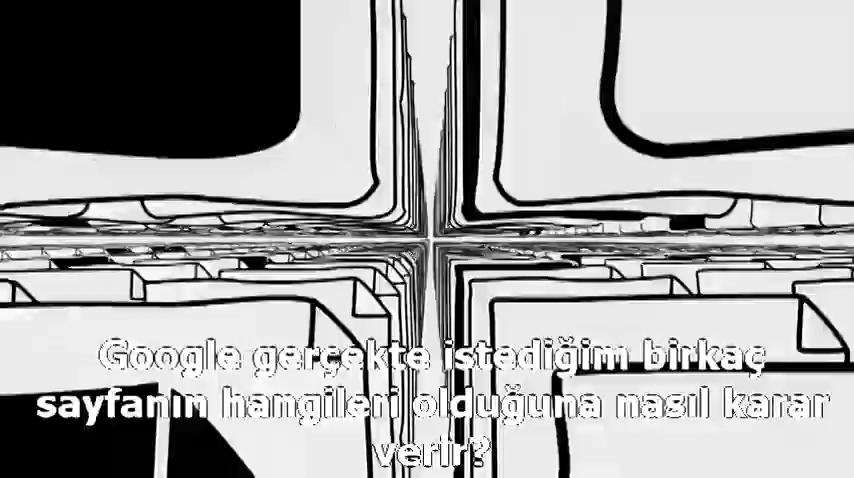 Google gerçekte istediğim birkaç
sayfanın hangileri olduğuna nasıl karar
verir?